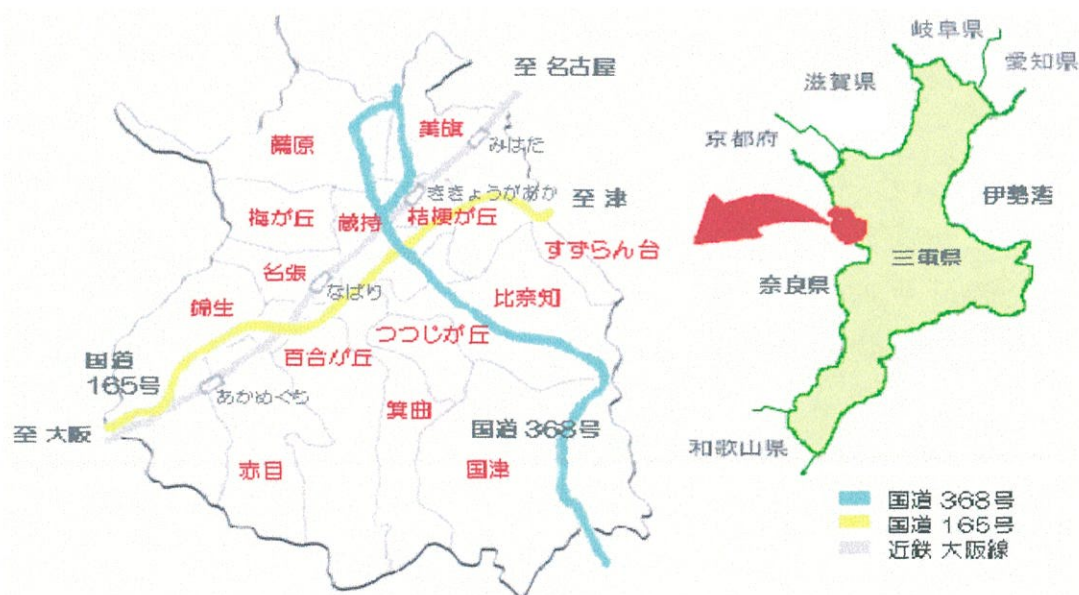 至 名古屋
美旗
薦原
みはた
ききょうがおか
至 津
梅が丘
蔵持
桔梗が丘
すずらん台
名張
なばり
比奈知
錦生
つつじが丘
百合が丘
国道
165号
あかめぐち
箕曲
至 大阪
国道 368号
赤目
国津
岐阜県
愛知県
滋賀県
京都府
伊勢湾
三重県
奈良県
和歌山県
国道 368号
国道 165号
近鉄 大阪線